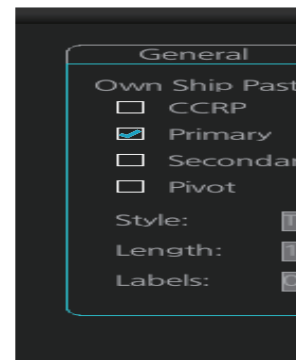 General
Own Ship Past
CCRP
Primary
Secondar
Pivot
Style:
Length:
Labels: